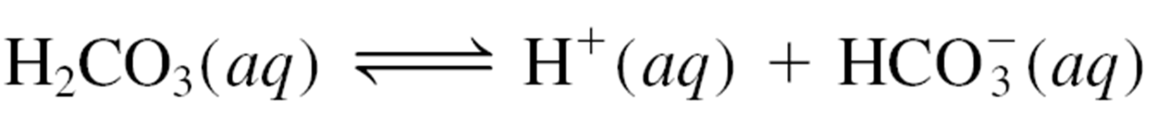 H₂CO₃(aq) ⇌ H⁺(aq) + HCO₃⁻(aq)